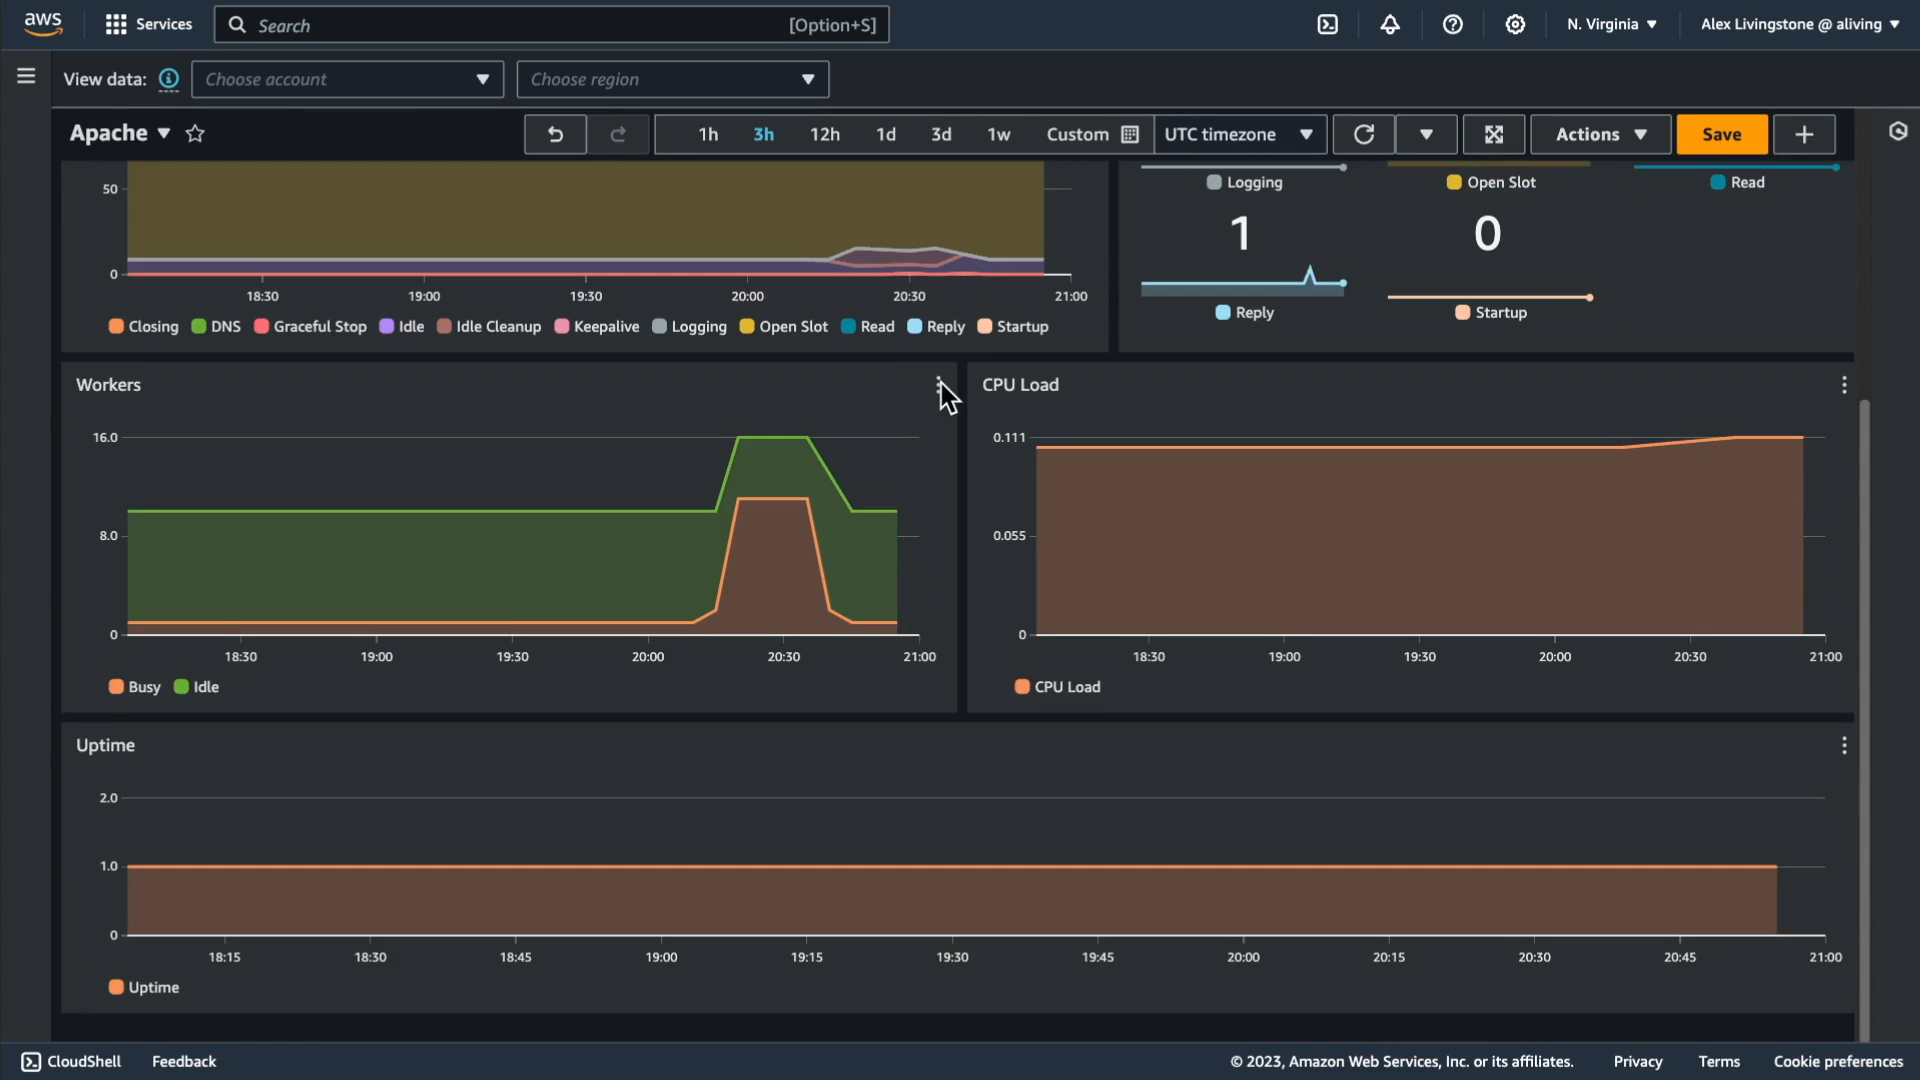 aws
Services
Search
[Option+S]
N. Virginia
Alex Livingstone @ aliving
View data:
Choose account
Choose region
Apache
1h
3h
12h
1d
3d
1w
Custom
UTC timezone
Actions
Save
50
0
18:30
19:00
19:30
20:00
20:30
21:00
Closing
DNS
Graceful Stop
Idle
Idle Cleanup
Keepalive
Logging
Open Slot
Read
Reply
Startup
Logging
Open Slot
Read
1
0
Reply
Startup
Workers
16.0
8.0
0
18:30
19:00
19:30
20:00
20:30
21:00
Busy
Idle
CPU Load
0.111
0.055
0
18:30
19:00
19:30
20:00
20:30
21:00
CPU Load
Uptime
2.0
1.0
0
18:15
18:30
18:45
19:00
19:15
19:30
19:45
20:00
20:15
20:30
20:45
21:00
Uptime
CloudShell
Feedback
© 2023, Amazon Web Services, Inc. or its affiliates.
Privacy
Terms
Cookie preferences